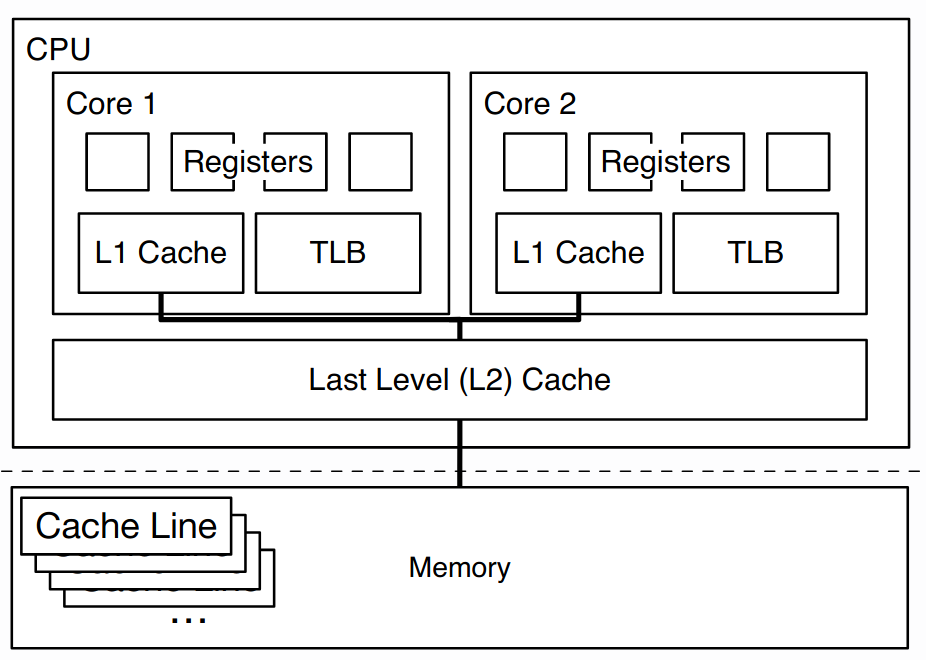 CPU
Core 1
Registers
L1 Cache
TLB
Core 2
Registers
L1 Cache
TLB
Last Level (L2) Cache
Cache Line
Memory
...